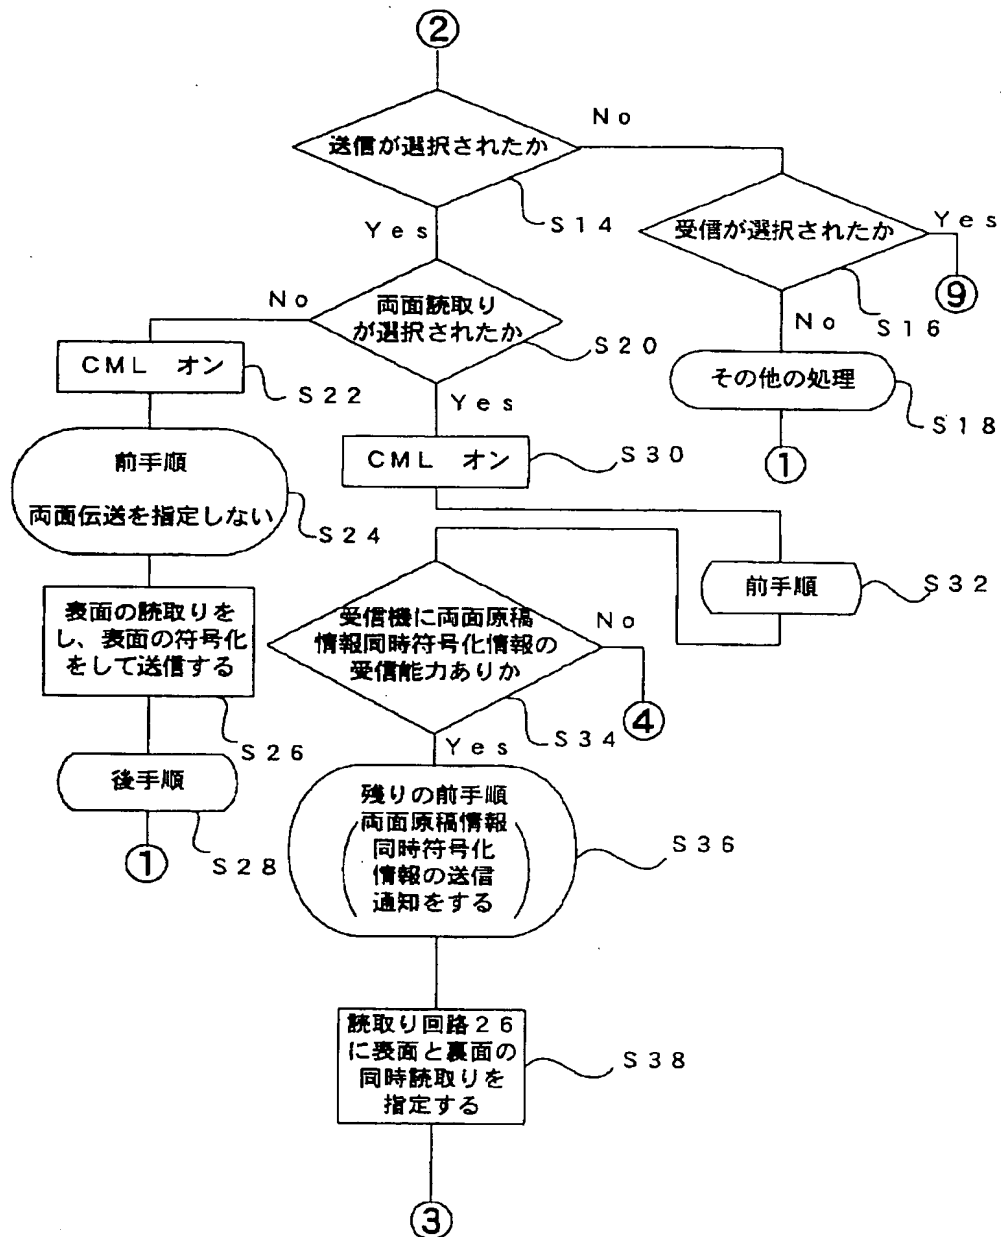 ②
送信が選択されたか
No
S14
Yes
受信が選択されたか
Yes
⑨
S16
No
両面読取り
が選択されたか
No
S20
その他の処理
CML オン
S22
Yes
S18
①
前手順
両面伝送を指定しない
S24
CML オン
S30
前手順
S32
表面の読取りを
し、表面の符号化
をして送信する
S26
受信機に両面原稿
情報同時符号化情報の
受信能力ありか
No
④
S34
Yes
後手順
S28
①
残りの前手順
両面原稿情報
同時符号化
情報の送信
通知をする
S36
読取り回路26
に表面と裏面の
同時読取りを
指定する
S38
③